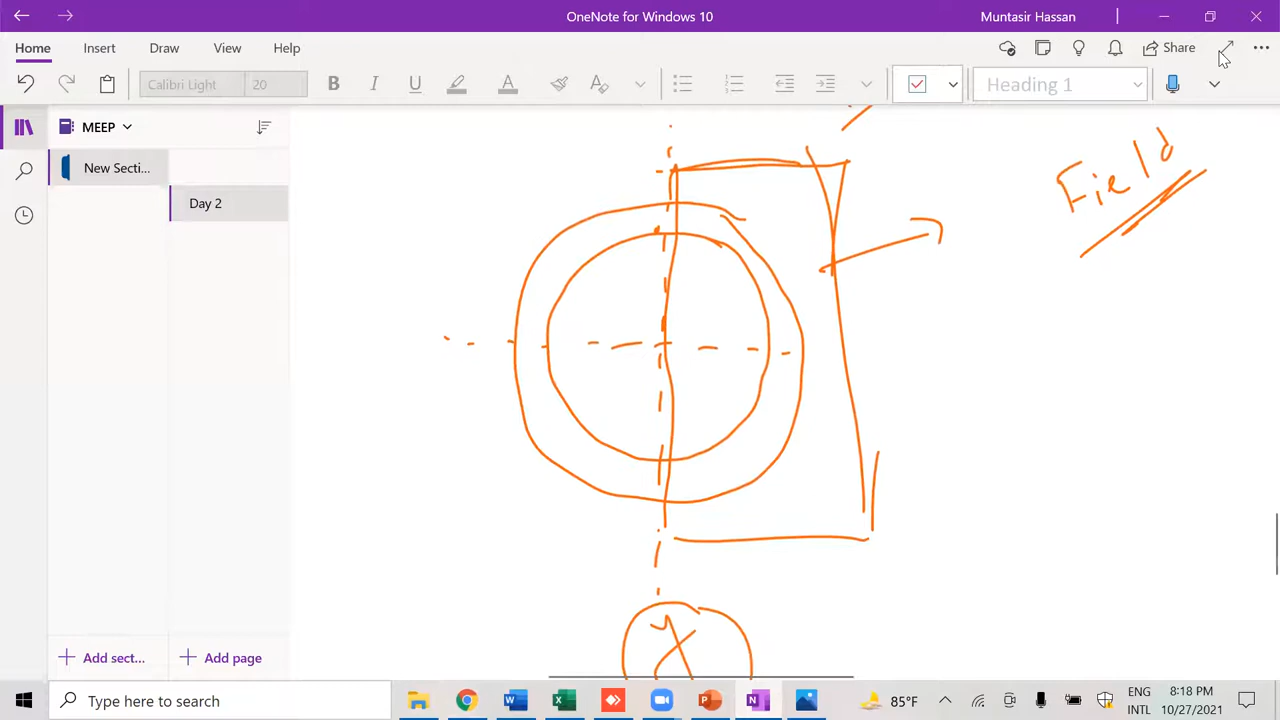 OneNote for Windows 10
Muntasir Hassan
Home Insert Draw View Help
Share
Calibri Light 20
B I U A
Heading 1
MEEP
New Secti...
Day 2
Field
X
Add sect...
Add page
Type here to search
85°F
ENG
INTL
8:18 PM
10/27/2021